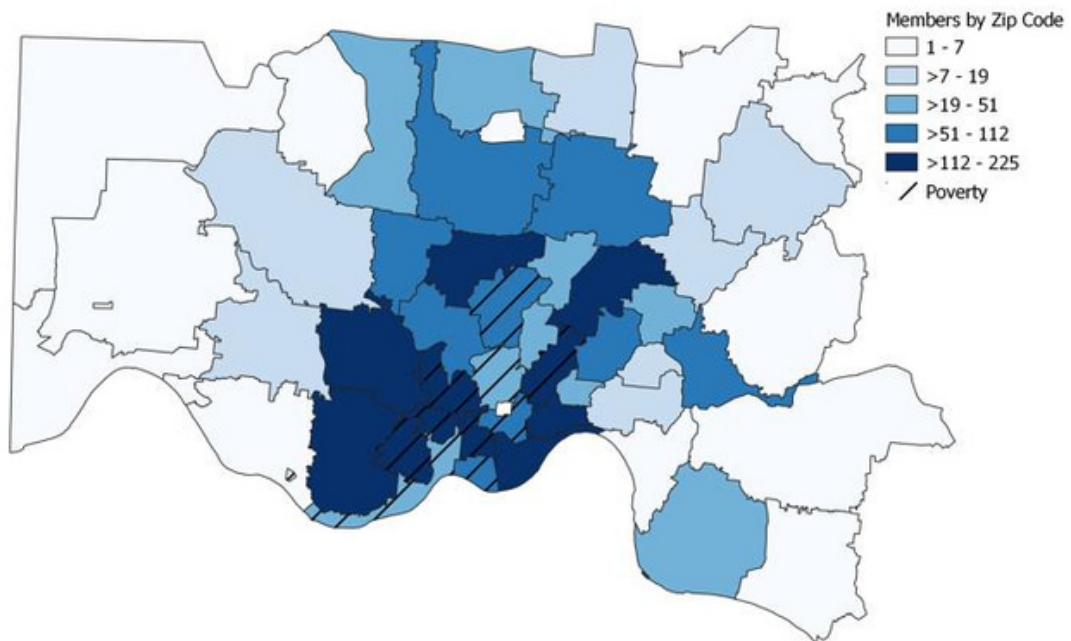 Members by Zip Code
1 - 7
>7 - 19
>19 - 51
>51 - 112
>112 - 225
Poverty